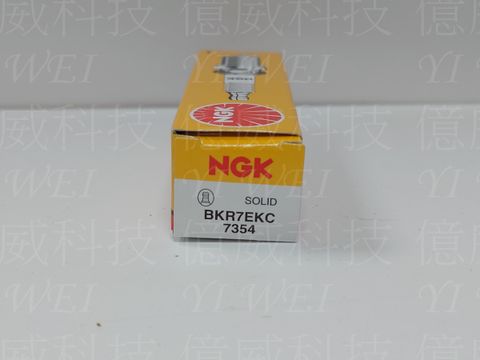 億威科技
YI WEI
NGK
NGK
SOLID
BKR7EKC
7354